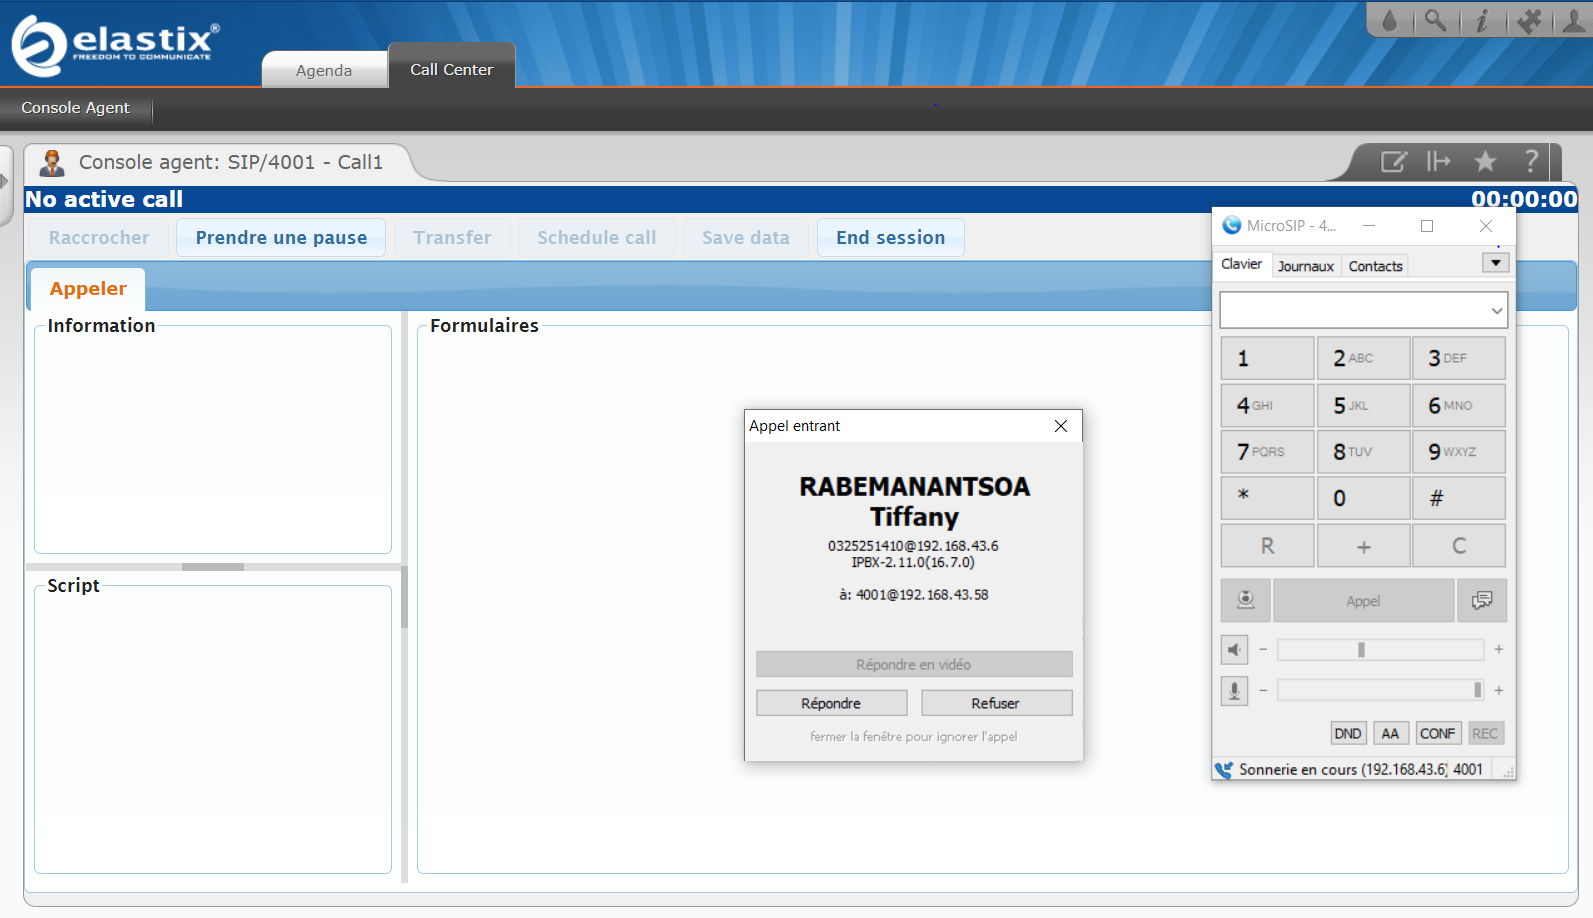 elastix®
FREEDOM TO COMMUNICATE
Agenda
Call Center
Console Agent
Console agent: SIP/4001 - Call1
?
No active call
00:00:00
Raccrocher
Prendre une pause
Transfer
Schedule call
Save data
End session
Appeler
Information
Formulaires
Script
Appel entrant
RABEMANANTSOA
Tiffany
0325251410@192.168.43.6
IPBX-2.11.0(16.7.0)
à: 4001@192.168.43.58
Répondre en vidéo
Répondre
Refuser
fermer la fenêtre pour ignorer l'appel
MicroSIP - 4...
Clavier
Journaux
Contacts
1
2 ABC
3 DEF
4 GHI
5 JKL
6 MNO
7 PQRS
8 TUV
9 WXYZ
*
0
#
R
+
C
Appel
- +
- +
DND
AA
CONF
REC
Sonnerie en cours (192.168.43.6)
4001